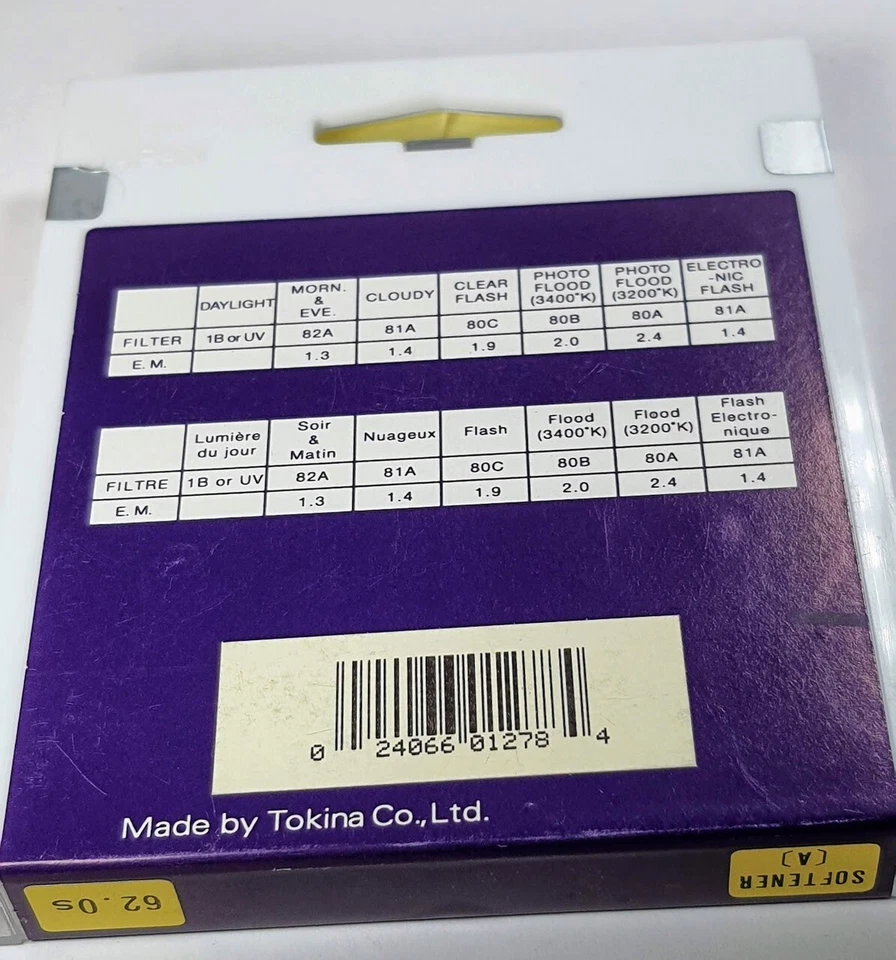 DAYLIGHT MORN. & EVE. CLOUDY CLEAR FLASH PHOTO FLOOD (3400°K) PHOTO FLOOD (3200°K) ELECTRO -NIC FLASH
FILTER 1B or UV 82A 81A 80C 80B 80A 81A
E. M. 1.3 1.4 1.9 2.0 2.4 1.4
Lumière du jour Soir & Matin Nuageux Flash Flood (3400°K) Flood (3200°K) Flash Electro- nique
FILTRE 1B or UV 82A 81A 80C 80B 80A 81A
E. M. 1.3 1.4 1.9 2.0 2.4 1.4
0 24066 01278 4
Made by Tokina Co., Ltd.
62.0s
SOFTENER
(A)